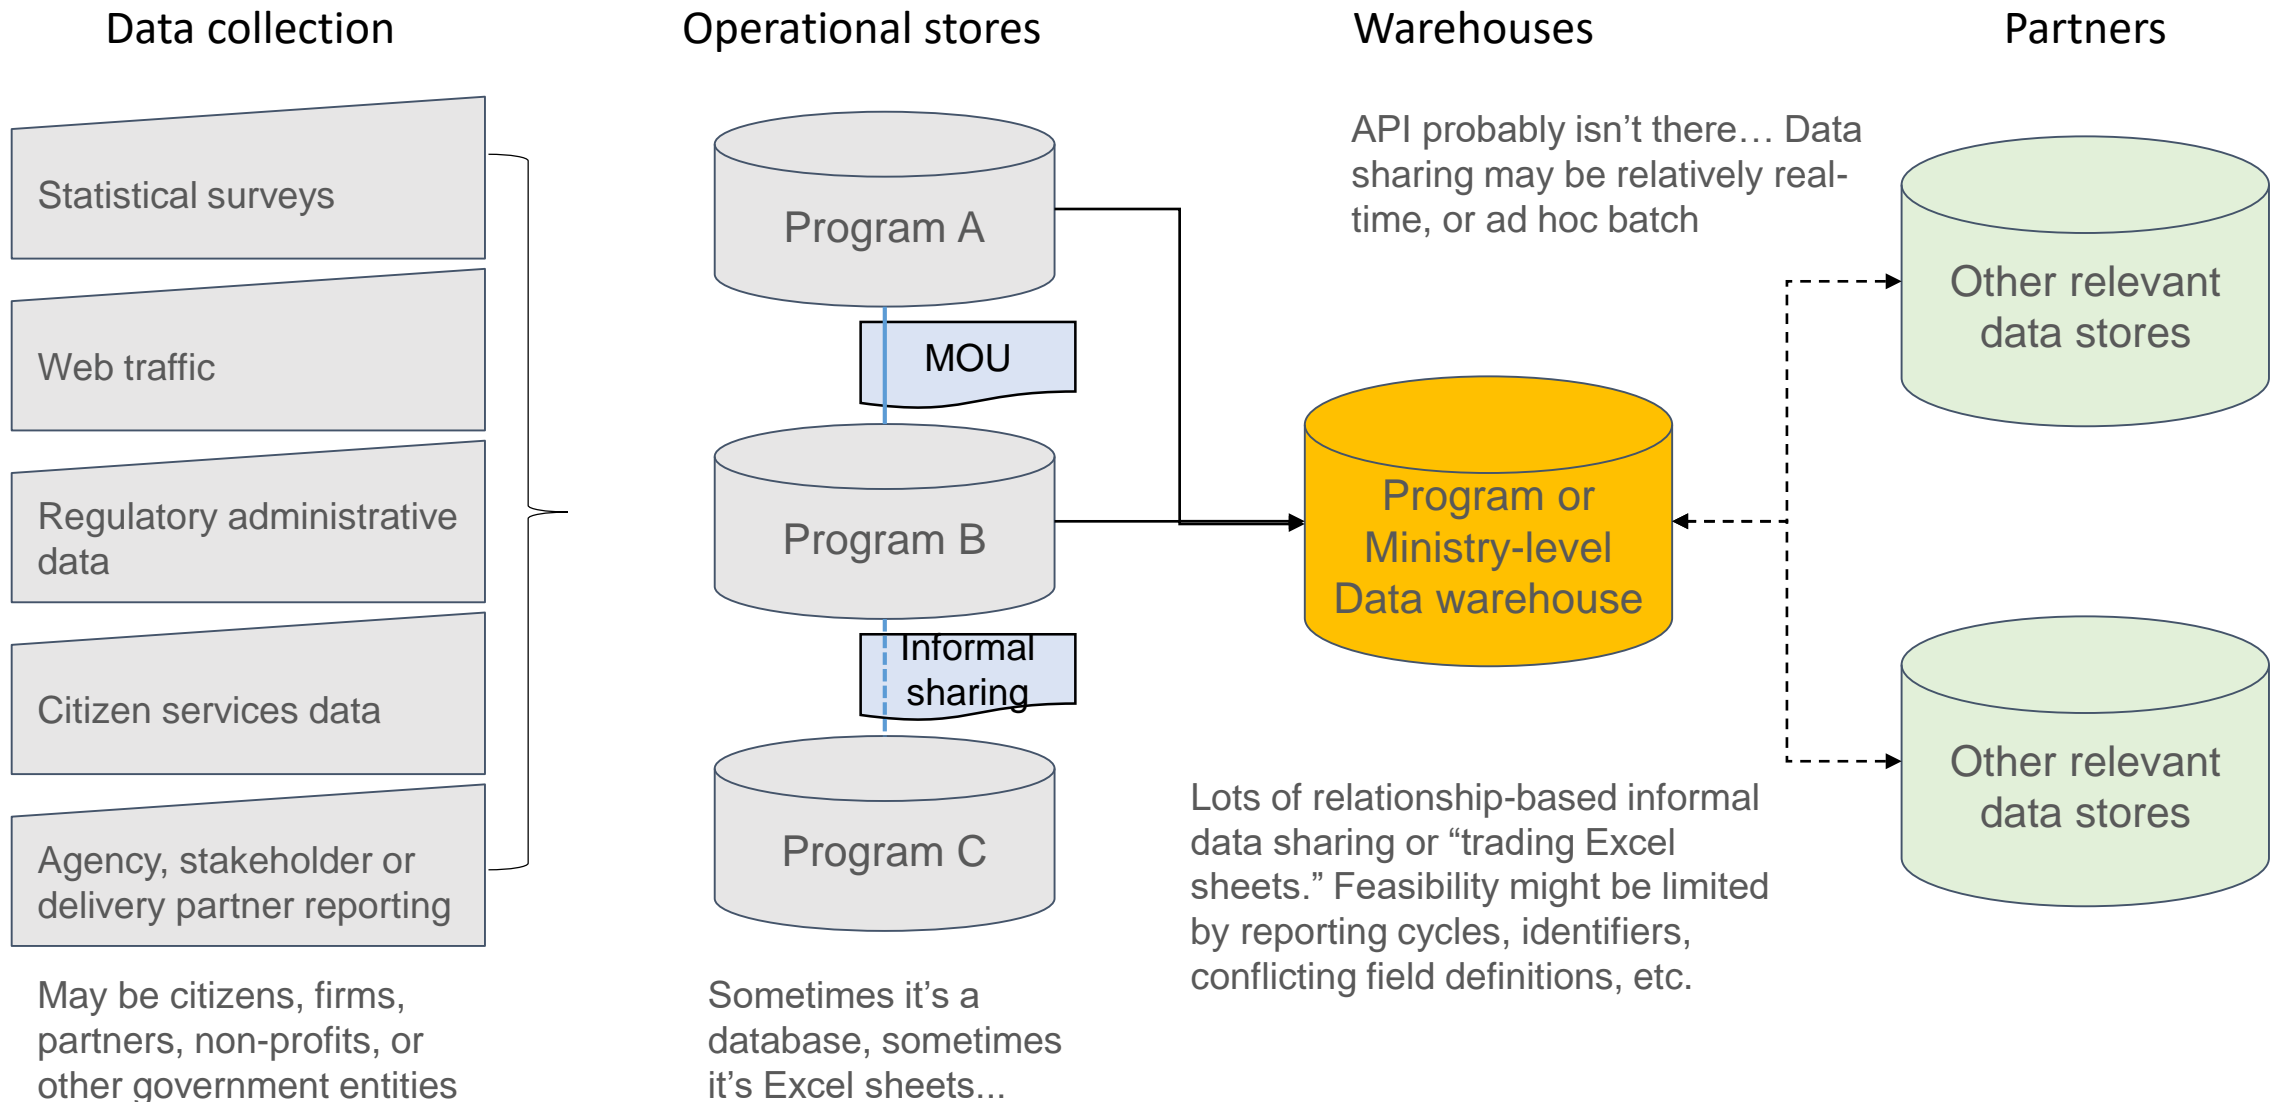 Data collection
Operational stores
Warehouses
Partners
Statistical surveys
Web traffic
Regulatory administrative
data
Citizen services data
Agency, stakeholder or
delivery partner reporting
May be citizens, firms,
partners, non-profits, or
other government entities
Program A
MOU
Program B
Informal
sharing
Program C
Sometimes it’s a
database, sometimes
it’s Excel sheets...
API probably isn’t there… Data
sharing may be relatively real-
time, or ad hoc batch
Program or
Ministry-level
Data warehouse
Lots of relationship-based informal
data sharing or “trading Excel
sheets.” Feasibility might be limited
by reporting cycles, identifiers,
conflicting field definitions, etc.
Other relevant
data stores
Other relevant
data stores